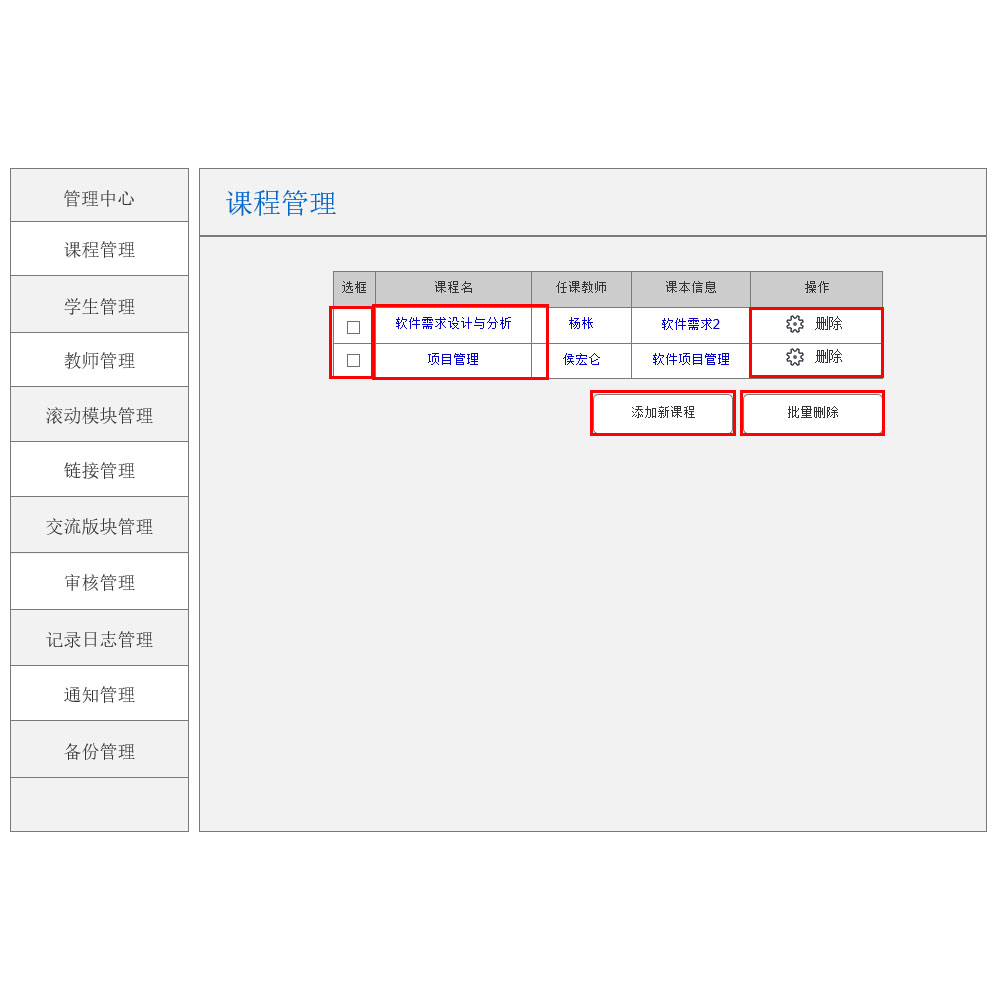 管理中心
课程管理
学生管理
教师管理
滚动模块管理
链接管理
交流版块管理
审核管理
记录日志管理
通知管理
备份管理
课程管理
选框 课程名 任课教师 课本信息 操作
软件需求设计与分析 杨枨 软件需求2 删除
项目管理 侯宏仑 软件项目管理 删除
添加新课程 批量删除